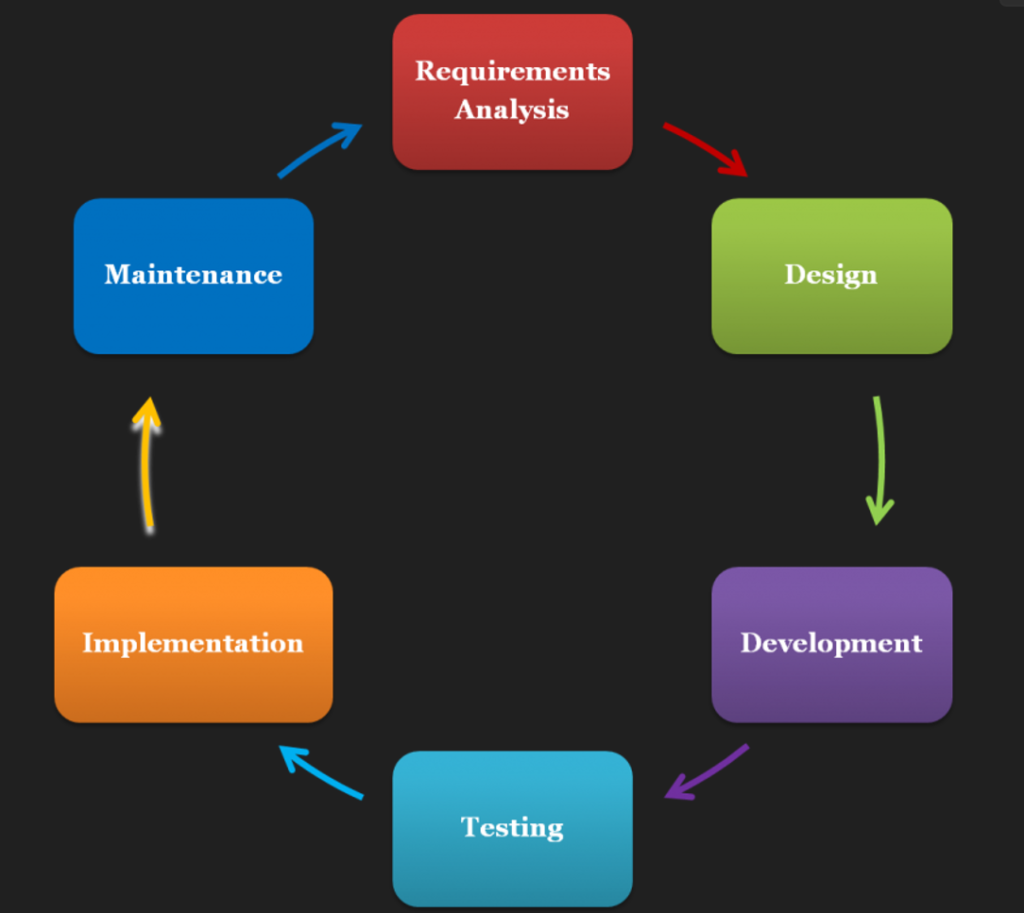 Requirements
Analysis
Design
Development
Testing
Implementation
Maintenance